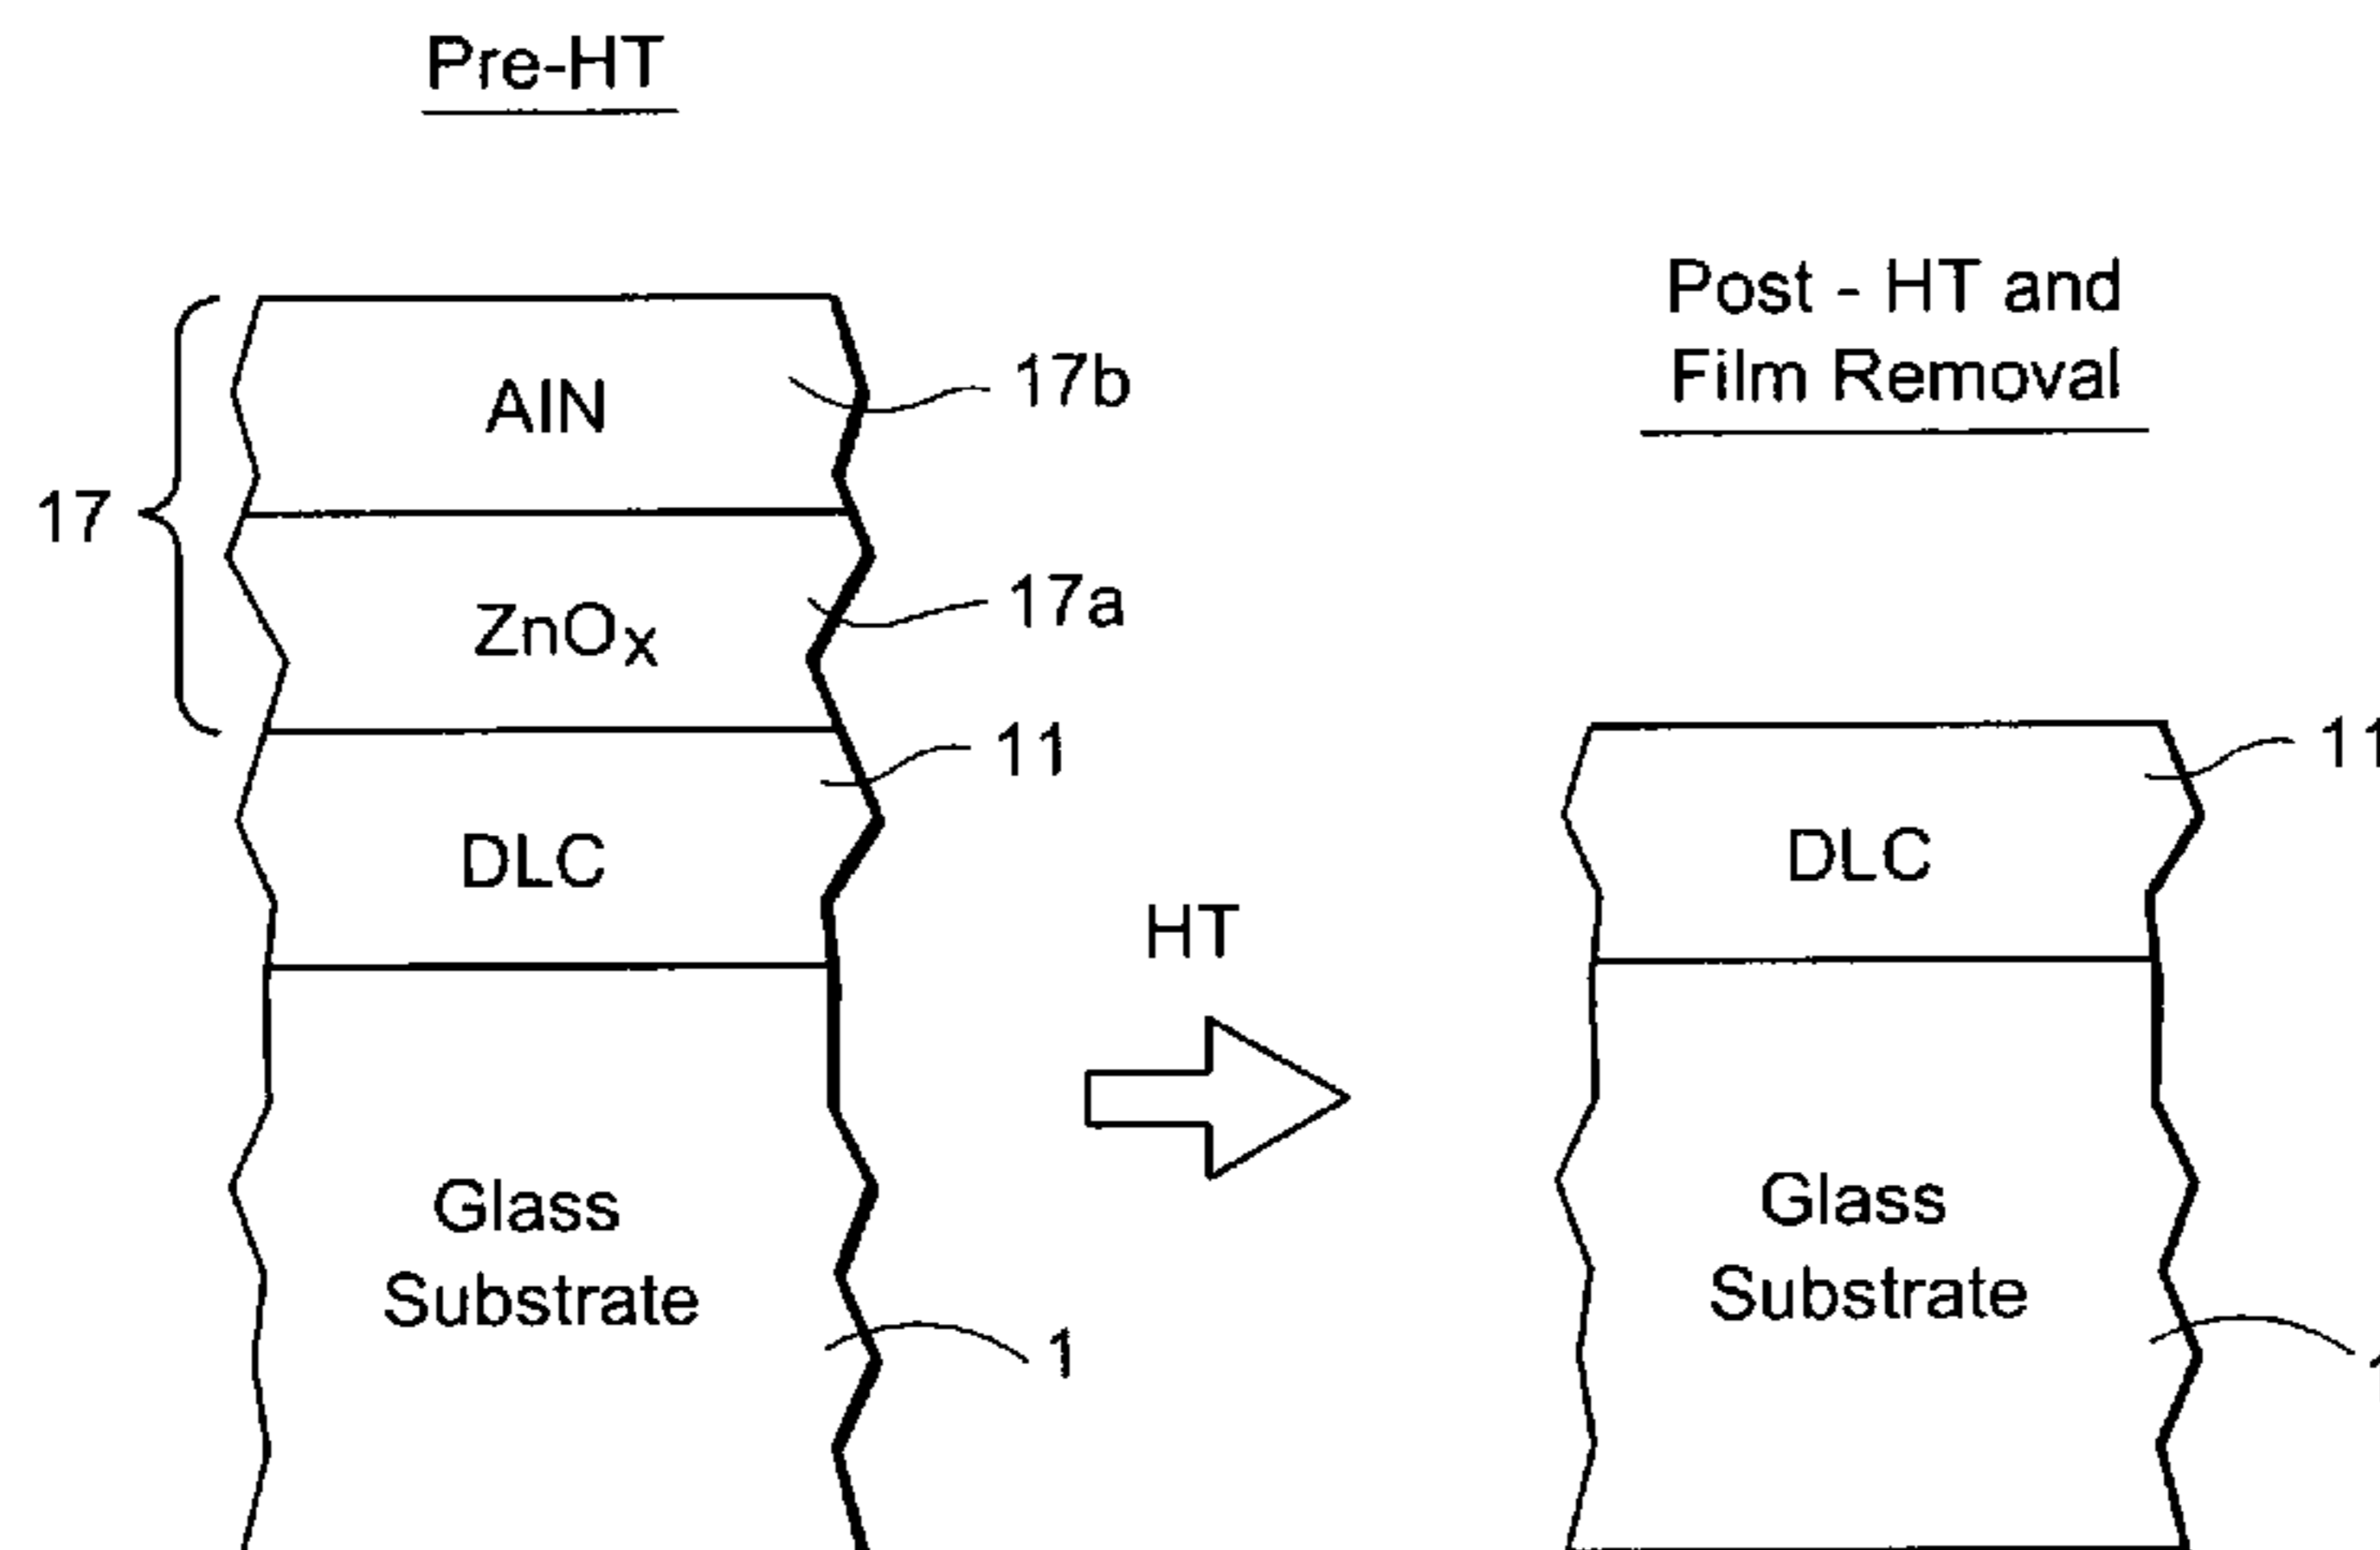 Pre-HT
Post - HT and
Film Removal
AlN
17b
17
ZnOx
17a
11
DLC
11
DLC
HT
Glass
Substrate
1
Glass
Substrate